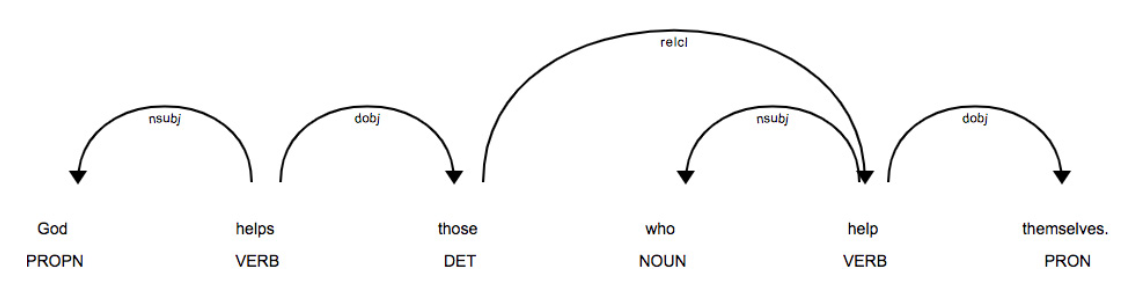 relcl
nsubj dobj nsubj dobj
God helps those who help themselves.
PROPN VERB DET NOUN VERB PRON